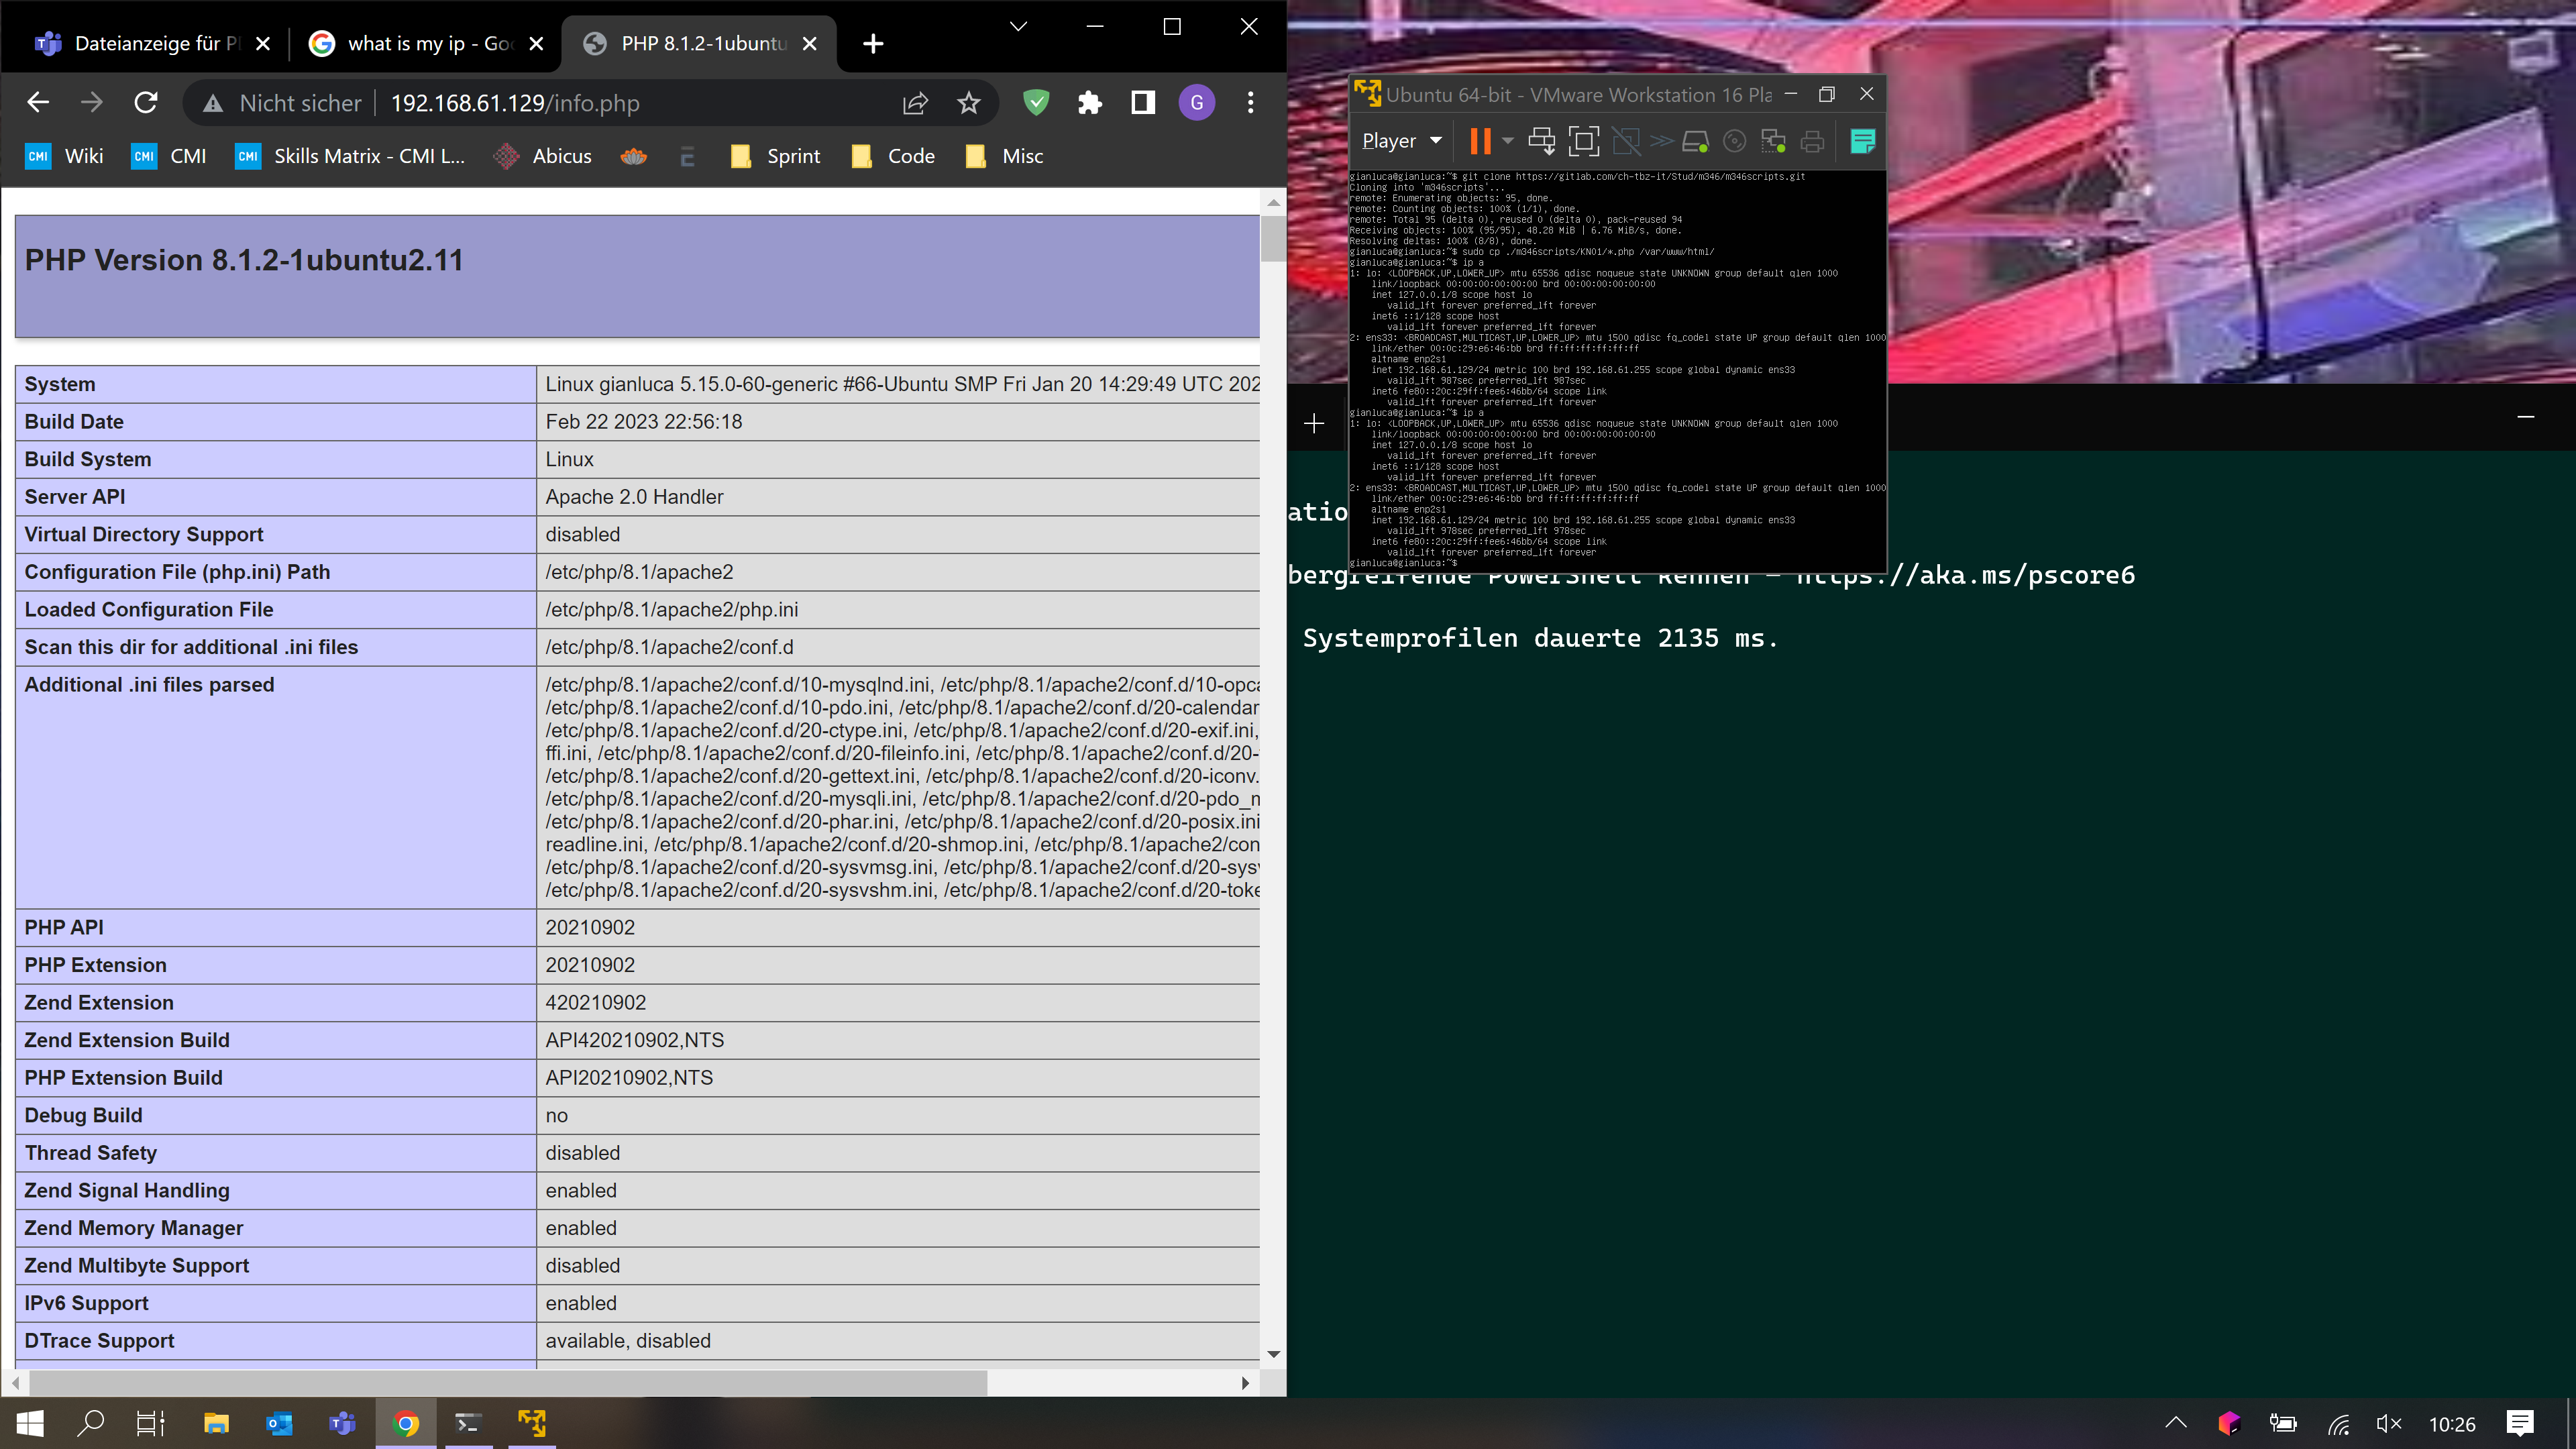 Dateianzeige für P
what is my ip - Goo
PHP 8.1.2-1ubuntu
Nicht sicher
192.168.61.129/info.php
G
CMI Wiki
CMI CMI
CMI Skills Matrix - CMI L...
Abicus
Sprint
Code
Misc
PHP Version 8.1.2-1ubuntu2.11
System Linux gianluca 5.15.0-60-generic #66-Ubuntu SMP Fri Jan 20 14:29:49 UTC 202
Build Date Feb 22 2023 22:56:18
Build System Linux
Server API Apache 2.0 Handler
Virtual Directory Support disabled
Configuration File (php.ini) Path /etc/php/8.1/apache2
Loaded Configuration File /etc/php/8.1/apache2/php.ini
Scan this dir for additional .ini files /etc/php/8.1/apache2/conf.d
Additional .ini files parsed /etc/php/8.1/apache2/conf.d/10-mysqlnd.ini, /etc/php/8.1/apache2/conf.d/10-opca
/etc/php/8.1/apache2/conf.d/10-pdo.ini, /etc/php/8.1/apache2/conf.d/20-calendar
/etc/php/8.1/apache2/conf.d/20-ctype.ini, /etc/php/8.1/apache2/conf.d/20-exif.ini,
ffi.ini, /etc/php/8.1/apache2/conf.d/20-fileinfo.ini, /etc/php/8.1/apache2/conf.d/20-
/etc/php/8.1/apache2/conf.d/20-gettext.ini, /etc/php/8.1/apache2/conf.d/20-iconv.
/etc/php/8.1/apache2/conf.d/20-mysqli.ini, /etc/php/8.1/apache2/conf.d/20-pdo_m
/etc/php/8.1/apache2/conf.d/20-phar.ini, /etc/php/8.1/apache2/conf.d/20-posix.ini
readline.ini, /etc/php/8.1/apache2/conf.d/20-shmop.ini, /etc/php/8.1/apache2/con
/etc/php/8.1/apache2/conf.d/20-sysvmsg.ini, /etc/php/8.1/apache2/conf.d/20-sysv
/etc/php/8.1/apache2/conf.d/20-sysvshm.ini, /etc/php/8.1/apache2/conf.d/20-toke
PHP API 20210902
PHP Extension 20210902
Zend Extension 420210902
Zend Extension Build API420210902,NTS
PHP Extension Build API20210902,NTS
Debug Build no
Thread Safety disabled
Zend Signal Handling enabled
Zend Memory Manager enabled
Zend Multibyte Support disabled
IPv6 Support enabled
DTrace Support available, disabled
Ubuntu 64-bit - VMware Workstation 16 Pla
Player
gianluca@gianluca:~$ git clone https://gitlab.com/ch-tbz-it/Stud/m346/m346scripts.git
Cloning into 'm346scripts'...
remote: Enumerating objects: 95, done.
remote: Counting objects: 100% (1/1), done.
remote: Total 95 (delta 0), reused 0 (delta 0), pack-reused 94
Receiving objects: 100% (95/95), 48.28 MiB | 6.76 MiB/s, done.
Resolving deltas: 100% (8/8), done.
gianluca@gianluca:~$ sudo cp ./m346scripts/KN01/*.php /var/www/html/
gianluca@gianluca:~$ ip a
1: lo: <LOOPBACK,UP,LOWER_UP> mtu 65536 qdisc noqueue state UNKNOWN group default qlen 1000
link/loopback 00:00:00:00:00:00 brd 00:00:00:00:00:00
inet 127.0.0.1/8 scope host lo
valid_lft forever preferred_lft forever
inet6 ::1/128 scope host
valid_lft forever preferred_lft forever
2: ens33: <BROADCAST,MULTICAST,UP,LOWER_UP> mtu 1500 qdisc fq_codel state UP group default qlen 1000
link/ether 00:0c:29:e6:46:bb brd ff:ff:ff:ff:ff:ff
altname enp2s1
inet 192.168.61.129/24 metric 100 brd 192.168.61.255 scope global dynamic ens33
valid_lft 987sec preferred_lft 987sec
inet6 fe80::20c:29ff:fee6:46bb/64 scope link
valid_lft forever preferred_lft forever
gianluca@gianluca:~$ ip a
1: lo: <LOOPBACK,UP,LOWER_UP> mtu 65536 qdisc noqueue state UNKNOWN group default qlen 1000
link/loopback 00:00:00:00:00:00 brd 00:00:00:00:00:00
inet 127.0.0.1/8 scope host lo
valid_lft forever preferred_lft forever
inet6 ::1/128 scope host
valid_lft forever preferred_lft forever
2: ens33: <BROADCAST,MULTICAST,UP,LOWER_UP> mtu 1500 qdisc fq_codel state UP group default qlen 1000
link/ether 00:0c:29:e6:46:bb brd ff:ff:ff:ff:ff:ff
altname enp2s1
inet 192.168.61.129/24 metric 100 brd 192.168.61.255 scope global dynamic ens33
valid_lft 978sec preferred_lft 978sec
inet6 fe80::20c:29ff:fee6:46bb/64 scope link
valid_lft forever preferred_lft forever
gianluca@gianluca:~$
atio
bergreifende PowerShell kennen – https://aka.ms/pscore6
Systemprofilen dauerte 2135 ms.
10:26